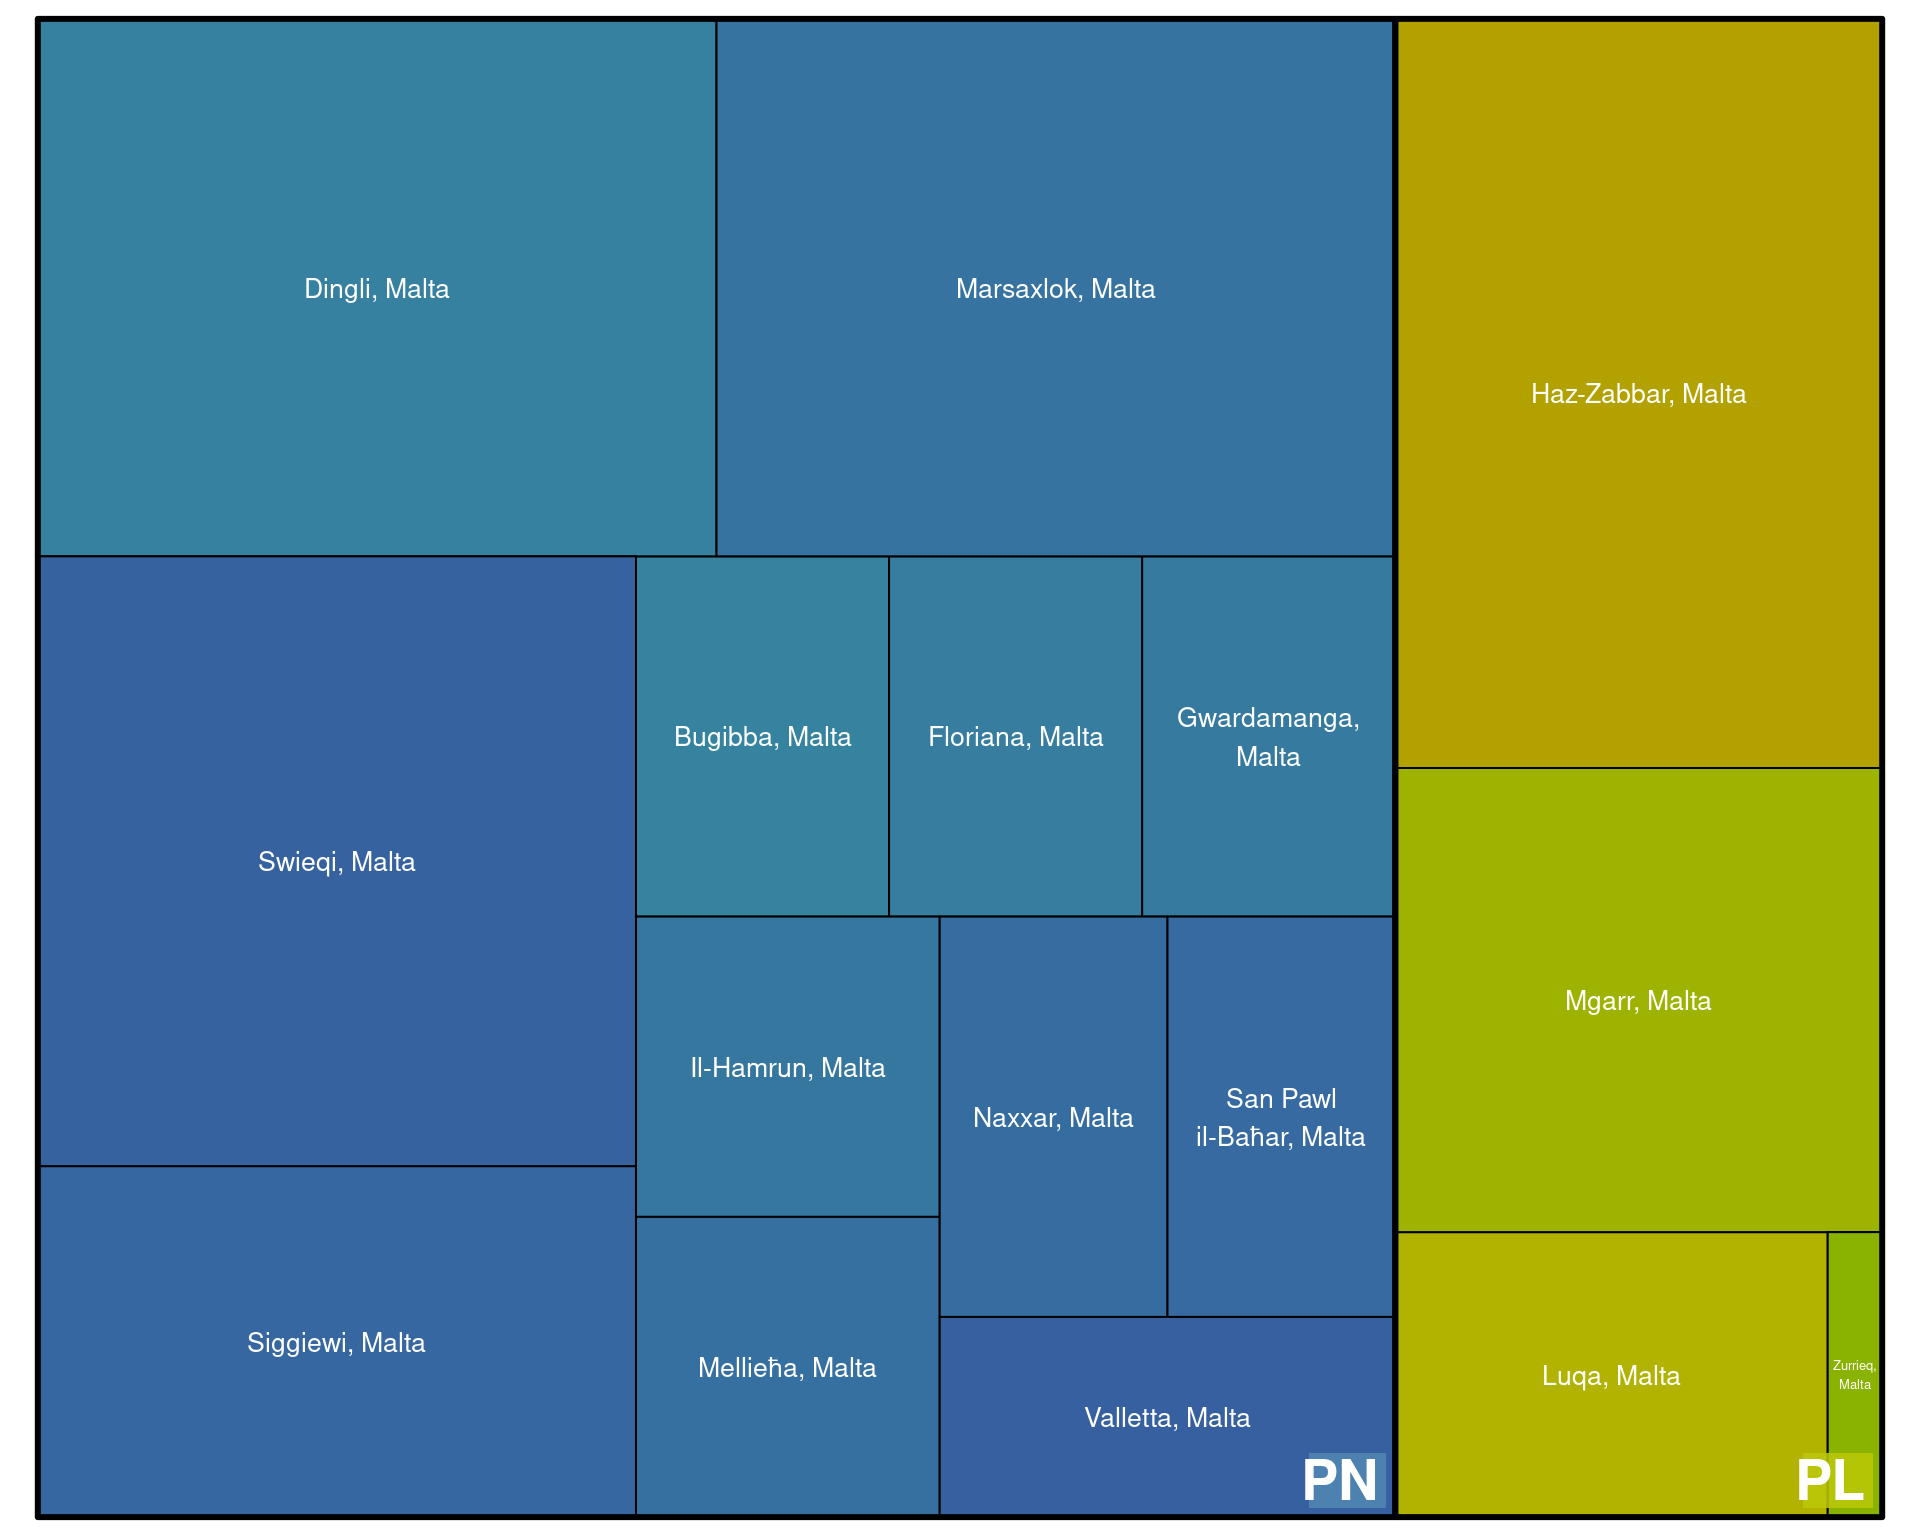 Dingli, Malta
Marsaxlok, Malta
Haz-Zabbar, Malta
Swieqi, Malta
Bugibba, Malta
Floriana, Malta
Gwardamanga,
Malta
Mgarr, Malta
Il-Hamrun, Malta
Naxxar, Malta
San Pawl
il-Baħar, Malta
Siggiewi, Malta
Mellieħa, Malta
Valletta, Malta
Luqa, Malta
Zurrieq,
Malta
PN
PL